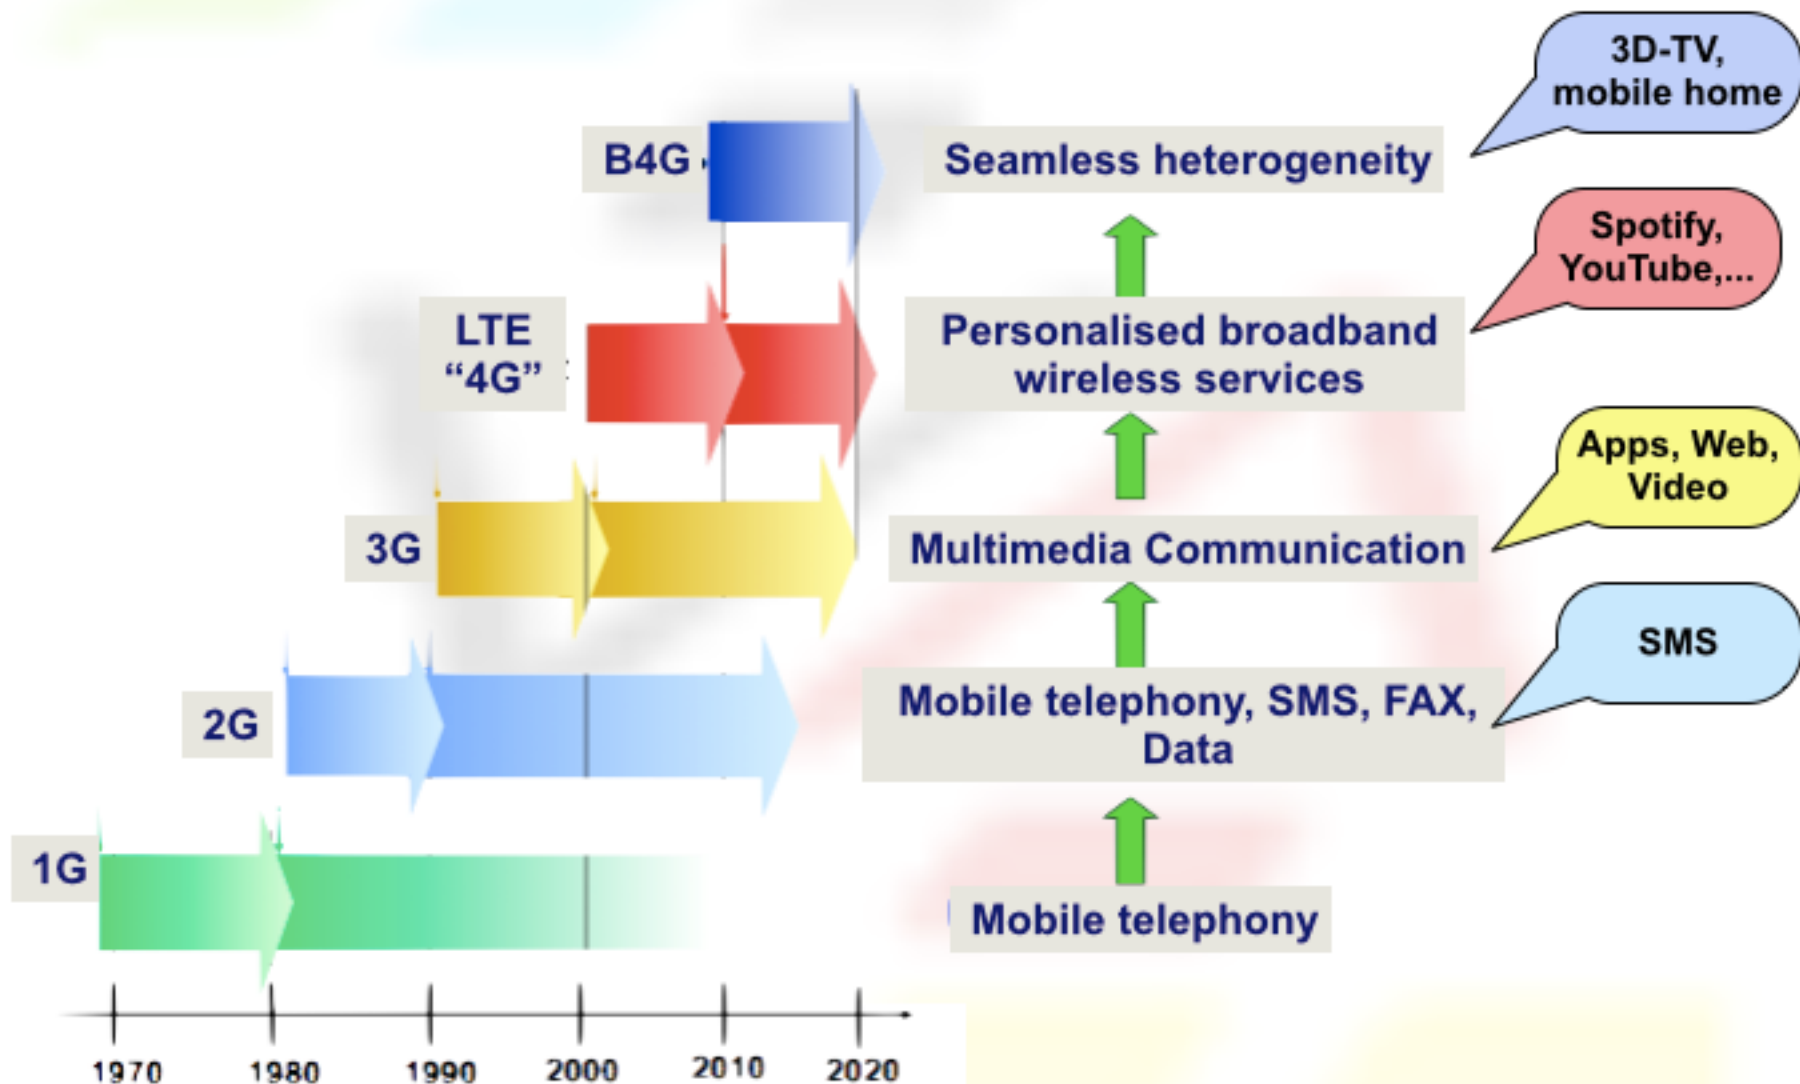 3D-TV,
mobile home
B4G
Seamless heterogeneity
Spotify,
YouTube,...
LTE
“4G”
Personalised broadband
wireless services
Apps, Web,
Video
3G
Multimedia Communication
SMS
2G
Mobile telephony, SMS, FAX,
Data
1G
Mobile telephony
1970 1980 1990 2000 2010 2020